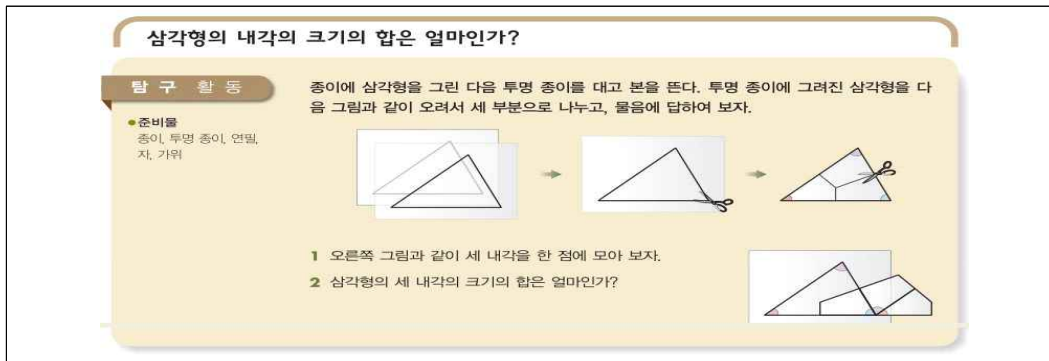 삼각형의 내각의 크기의 합은 얼마인가?
탐구 활동
●준비물
종이, 투명 종이, 연필,
자, 가위
종이에 삼각형을 그린 다음 투명 종이를 대고 본을 뜬다. 투명 종이에 그려진 삼각형을 다
음 그림과 같이 오려서 세 부분으로 나누고, 물음에 답하여 보자.
1 오른쪽 그림과 같이 세 내각을 한 점에 모아 보자.
2 삼각형의 세 내각의 크기의 합은 얼마인가?